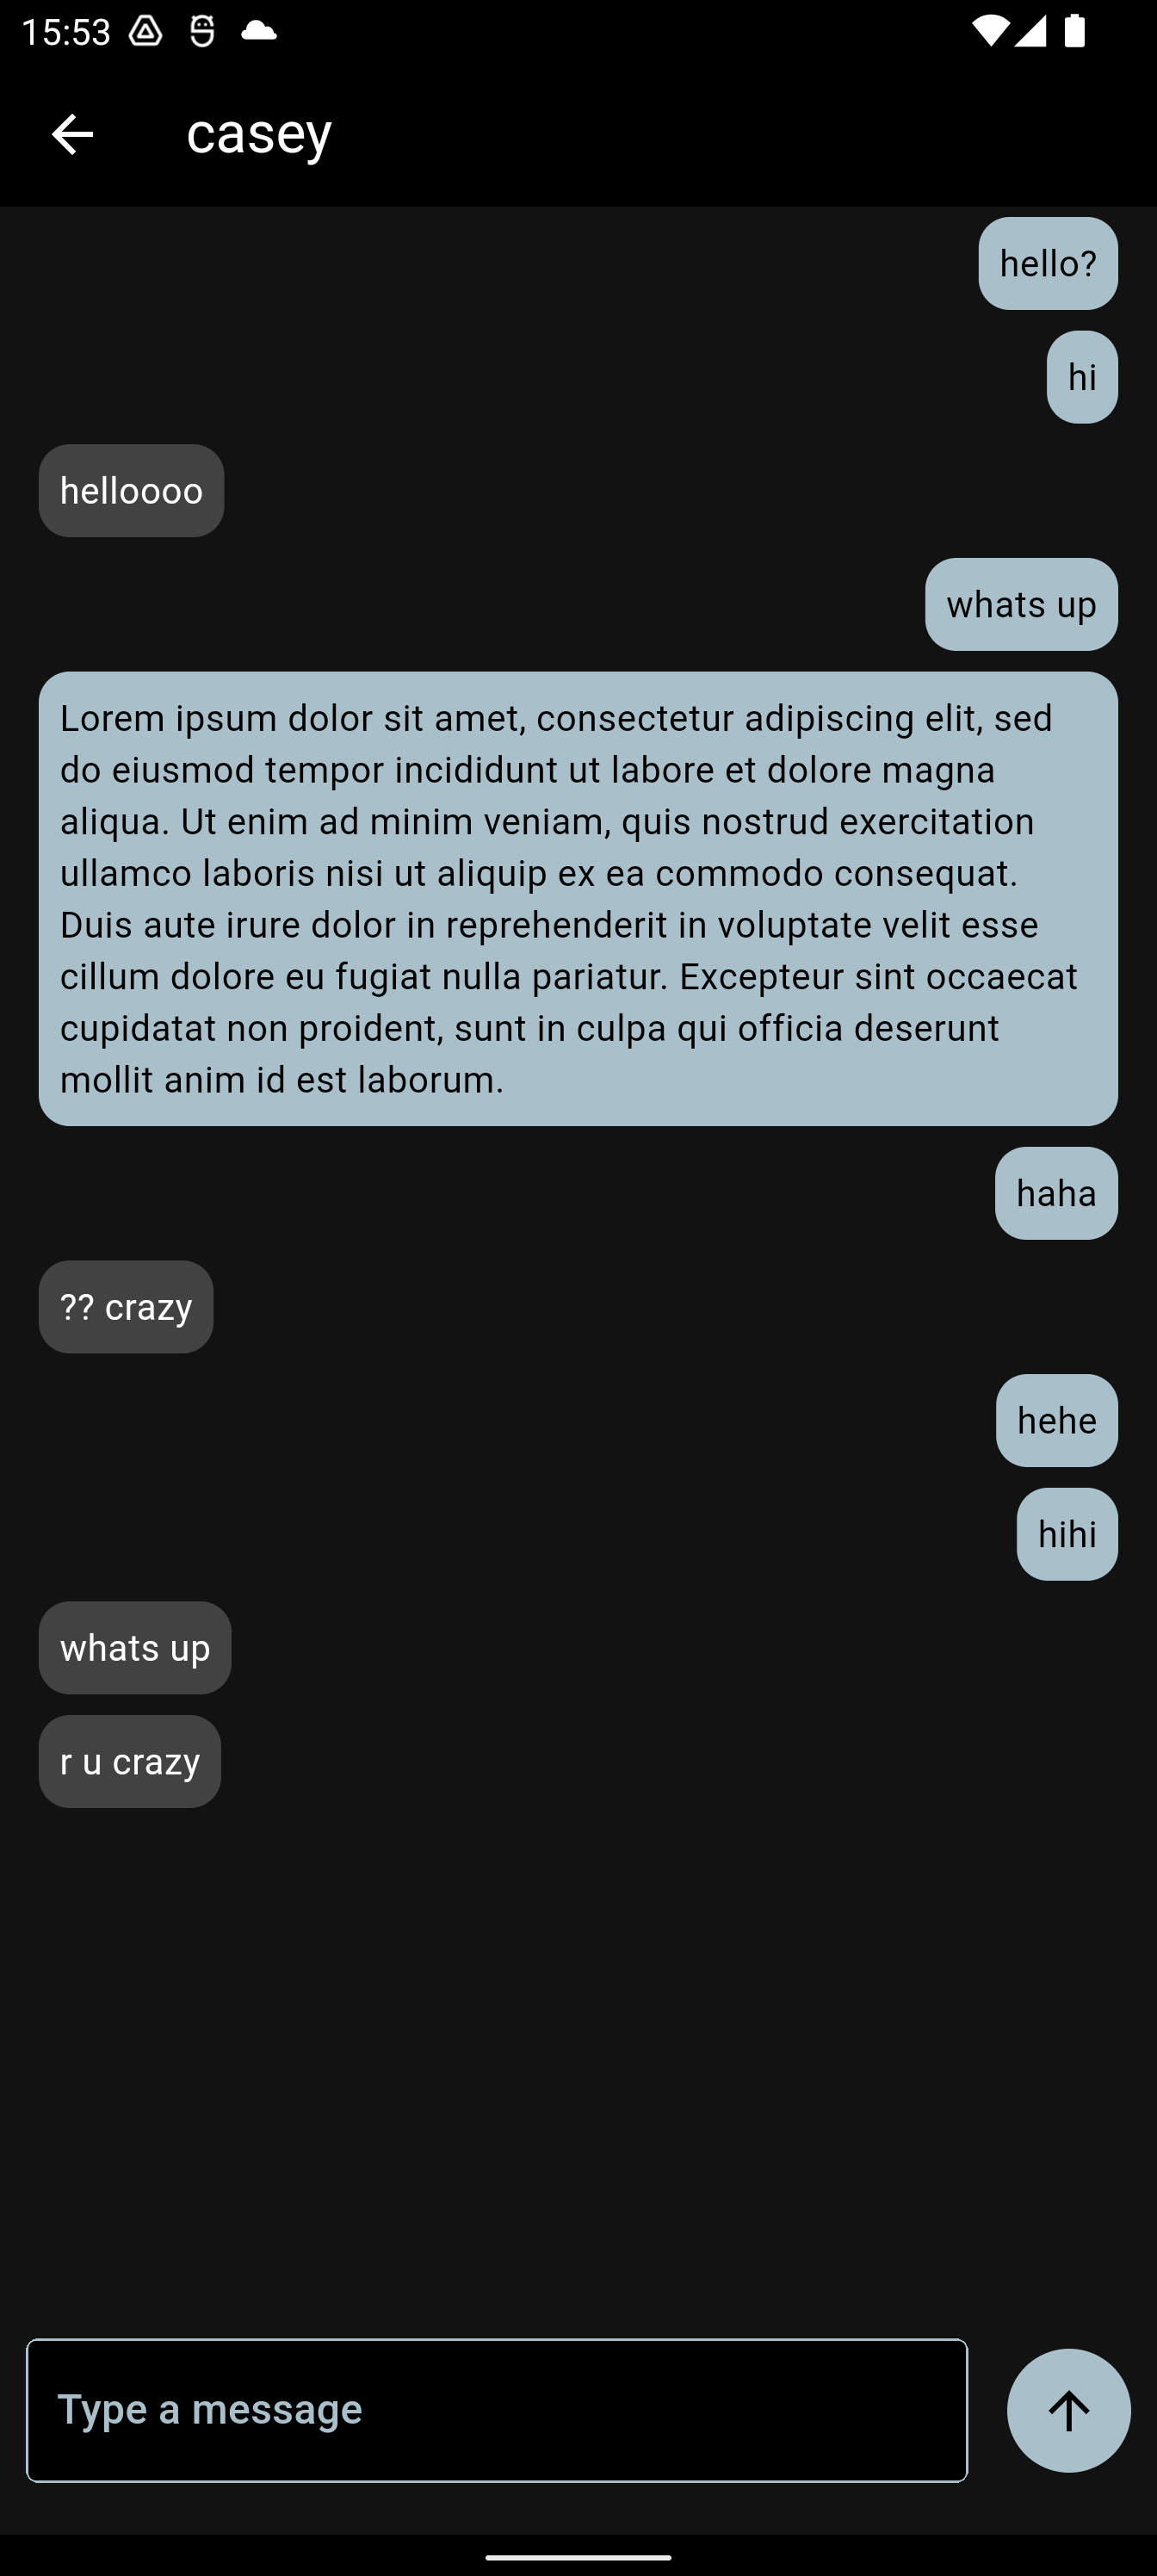 15:53
casey
hello?
hi
helloooo
whats up
Lorem ipsum dolor sit amet, consectetur adipiscing elit, sed
do eiusmod tempor incididunt ut labore et dolore magna
aliqua. Ut enim ad minim veniam, quis nostrud exercitation
ullamco laboris nisi ut aliquip ex ea commodo consequat.
Duis aute irure dolor in reprehenderit in voluptate velit esse
cillum dolore eu fugiat nulla pariatur. Excepteur sint occaecat
cupidatat non proident, sunt in culpa qui officia deserunt
mollit anim id est laborum.
haha
?? crazy
hehe
hihi
whats up
r u crazy
Type a message